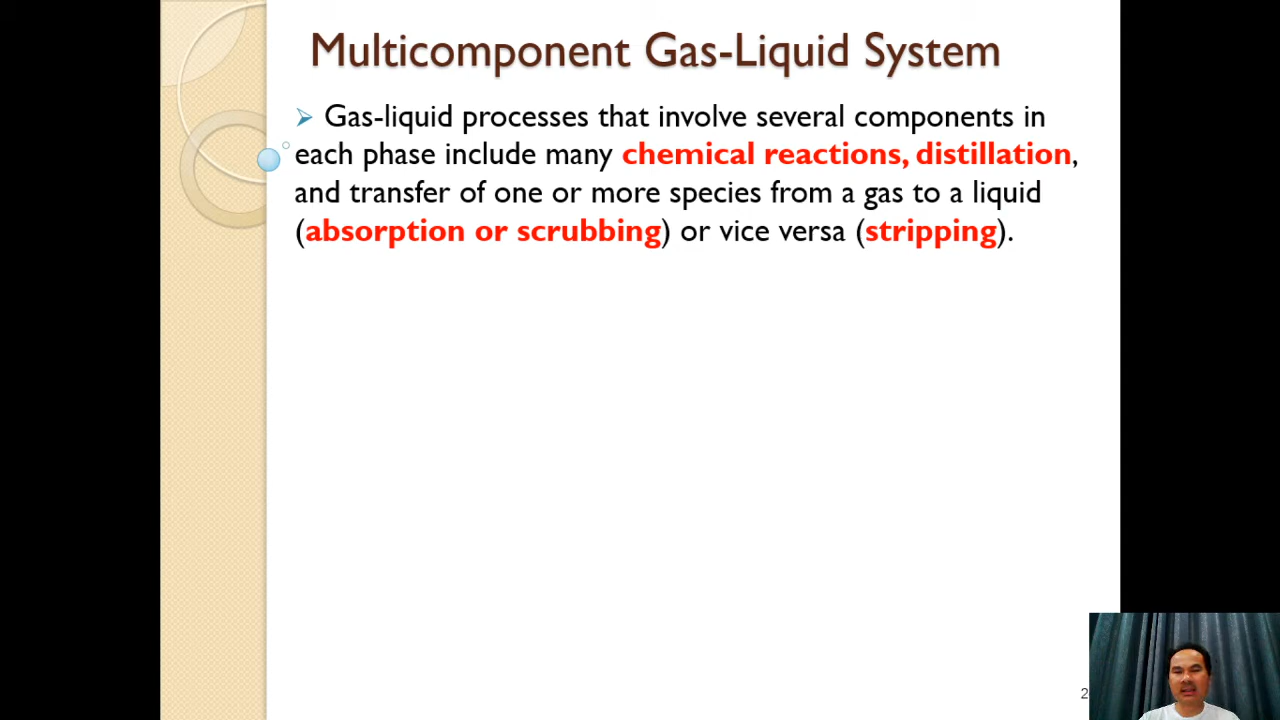 Multicomponent Gas-Liquid System
Gas-liquid processes that involve several components in
each phase include many chemical reactions, distillation,
and transfer of one or more species from a gas to a liquid
(absorption or scrubbing) or vice versa (stripping).
2